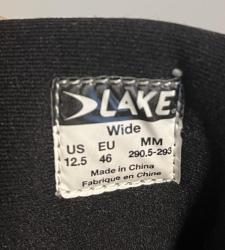 LAKE
Wide
US EU MM
12.5 46 290.5-293
Made in China
Fabriqué en Chine